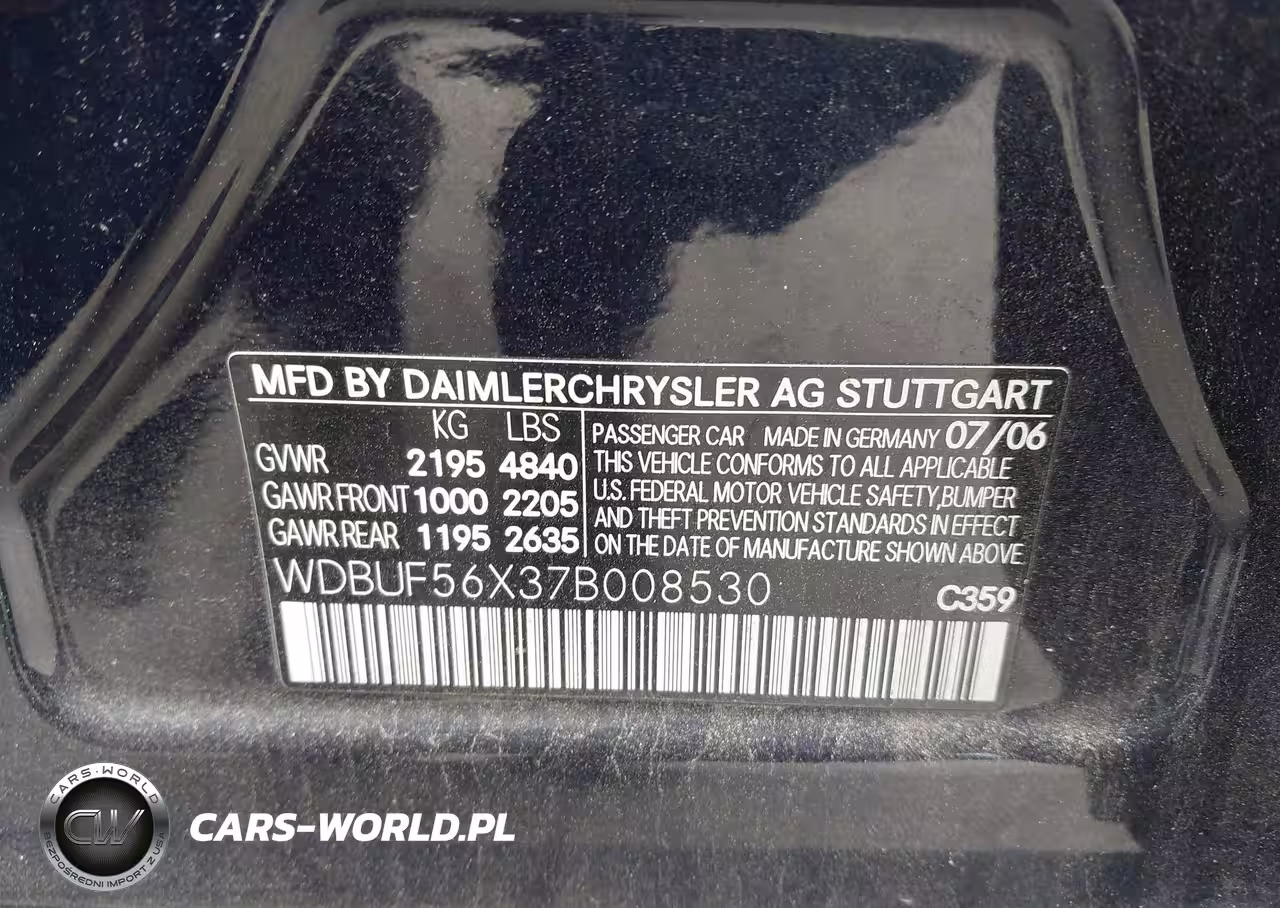 MFD BY DAIMLERCHRYSLER AG STUTTGART
KG LBS
GVWR 2195 4840
GAWR FRONT 1000 2205
GAWR REAR 1195 2635
PASSENGER CAR MADE IN GERMANY 07/06
THIS VEHICLE CONFORMS TO ALL APPLICABLE
U.S. FEDERAL MOTOR VEHICLE SAFETY,BUMPER
AND THEFT PREVENTION STANDARDS IN EFFECT
ON THE DATE OF MANUFACTURE SHOWN ABOVE.
WDBUF56X37B008530 C359
CARS-WORLD
CW
BEZPOŚREDNI IMPORT Z USA
CARS-WORLD.PL